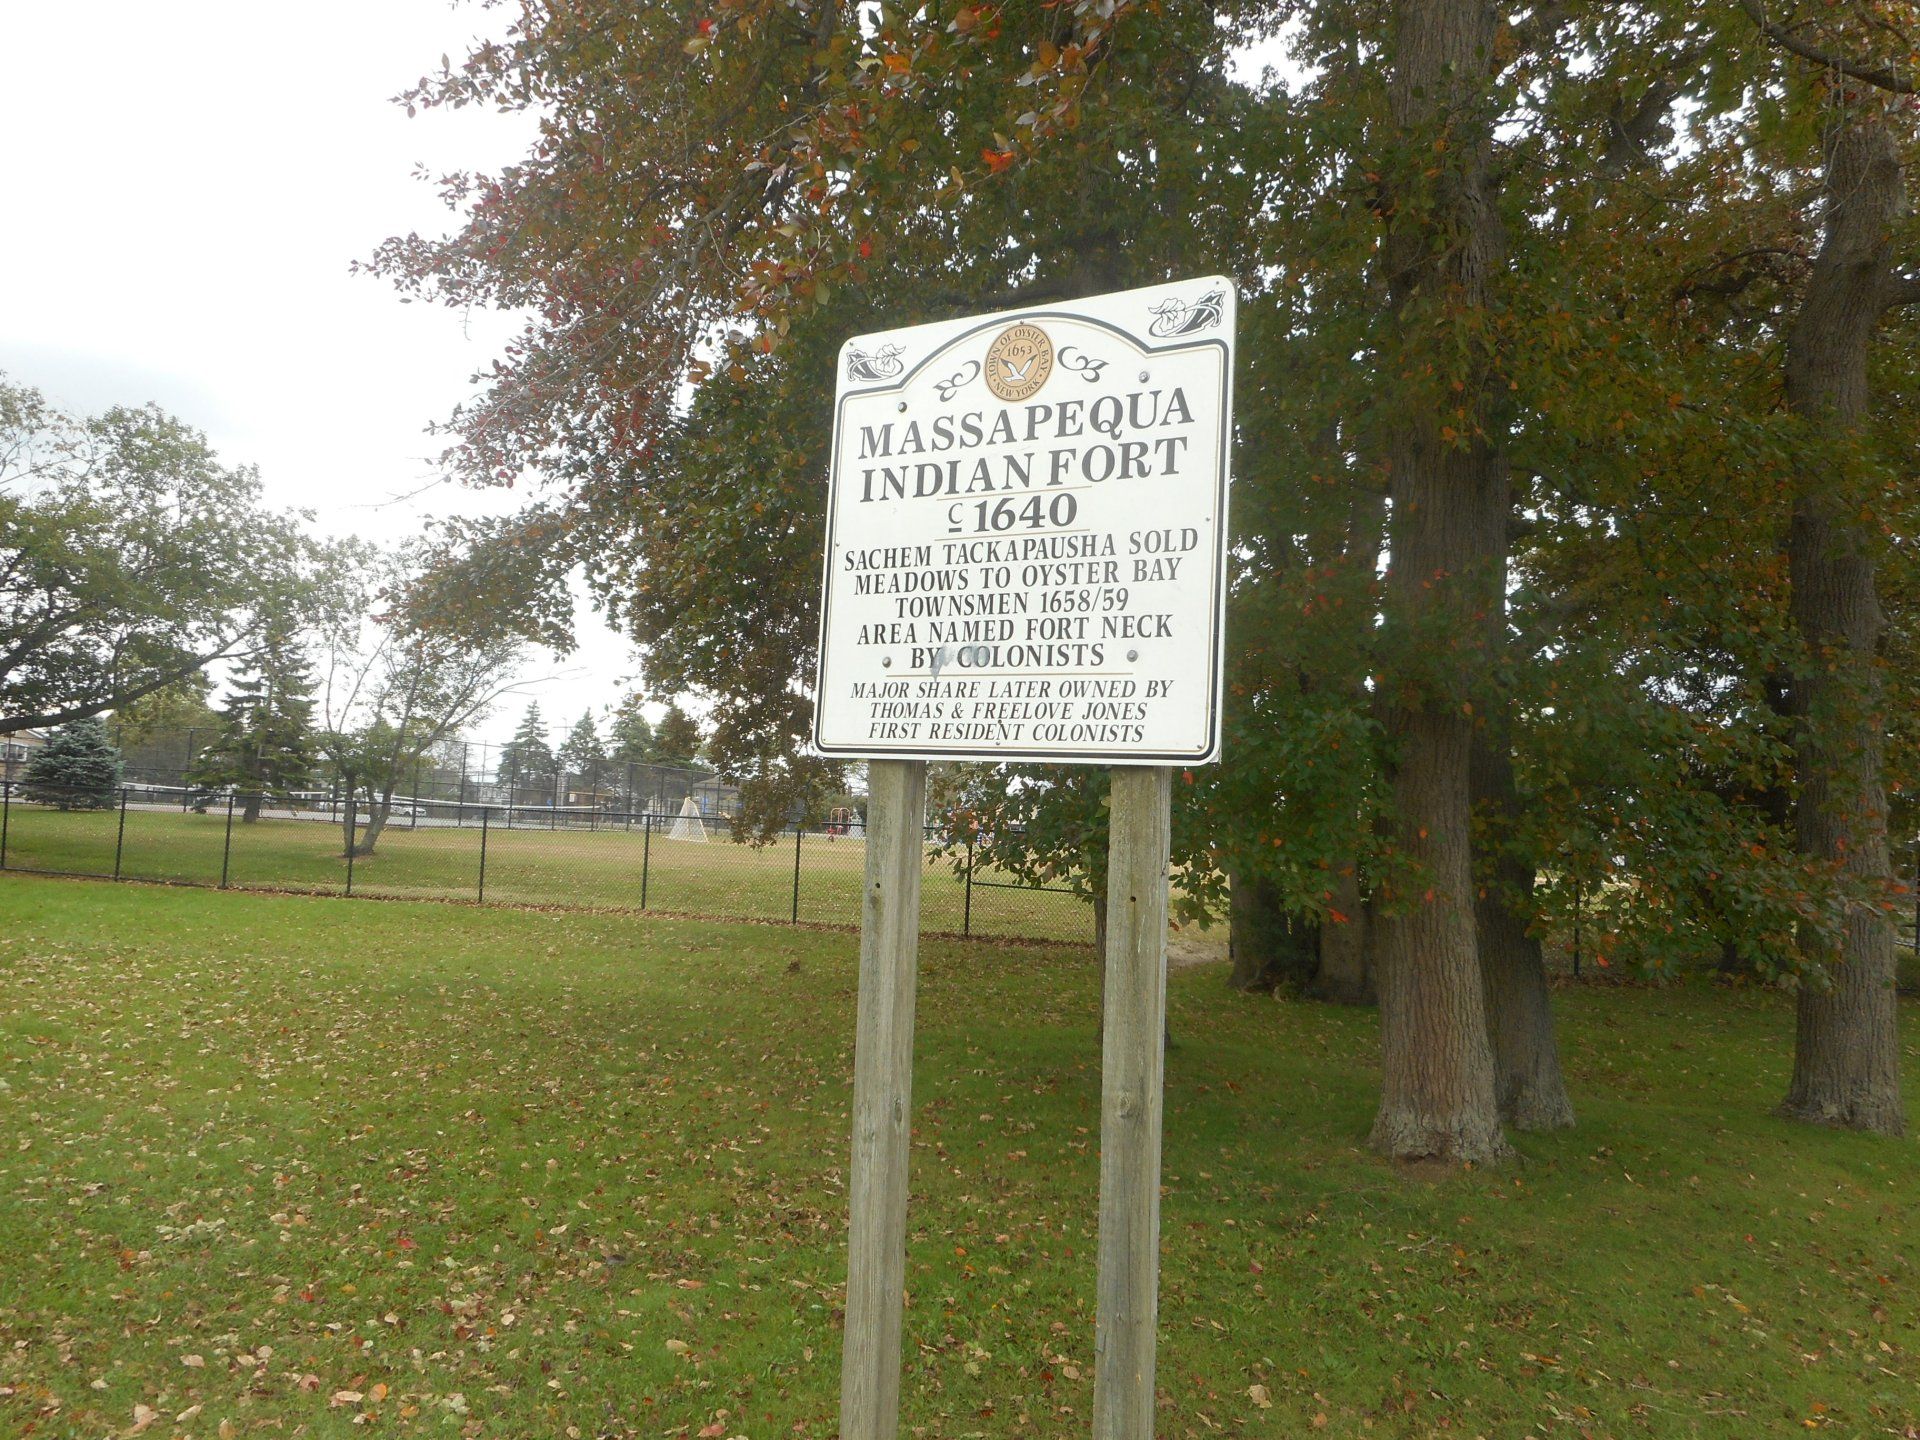 TOWN OF OYSTER BAY
1653
NEW YORK
MASSAPEQUA
INDIAN FORT
C 1640
SACHEM TACKAPAUSHA SOLD
MEADOWS TO OYSTER BAY
TOWNSMEN 1658/59
AREA NAMED FORT NECK
BY COLONISTS
MAJOR SHARE LATER OWNED BY
THOMAS & FREELOVE JONES
FIRST RESIDENT COLONISTS